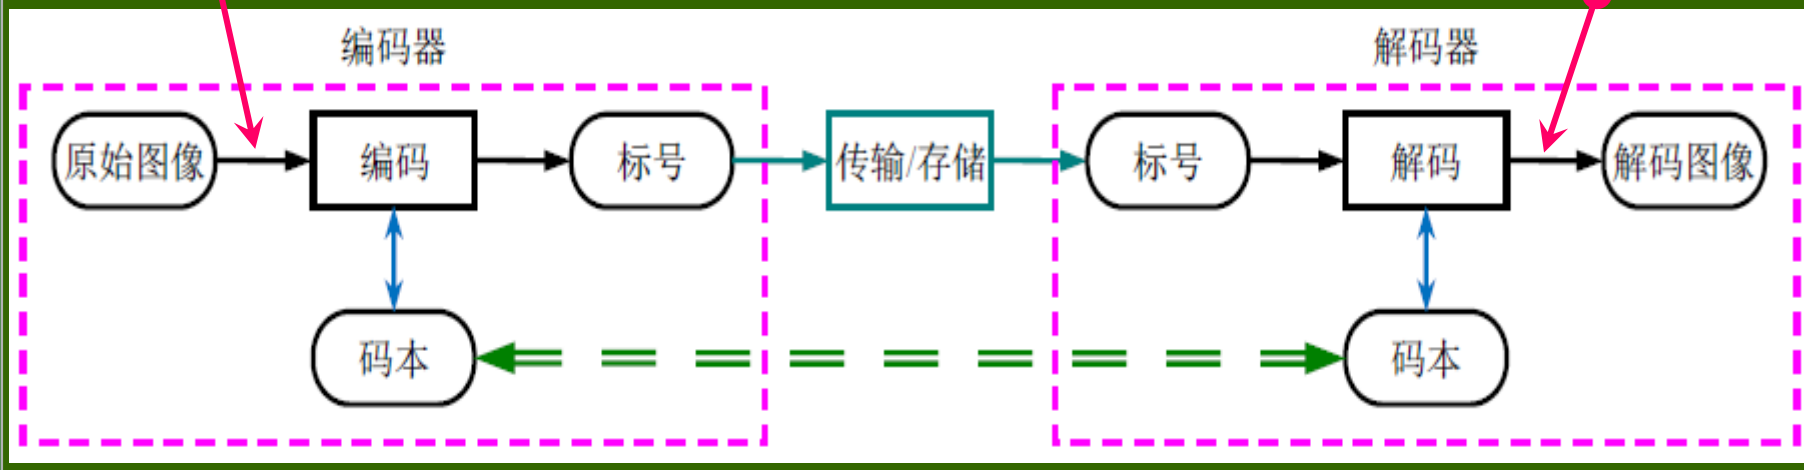 编码器
解码器
原始图像
编码
标号
传输/存储
标号
解码
解码图像
码本
码本